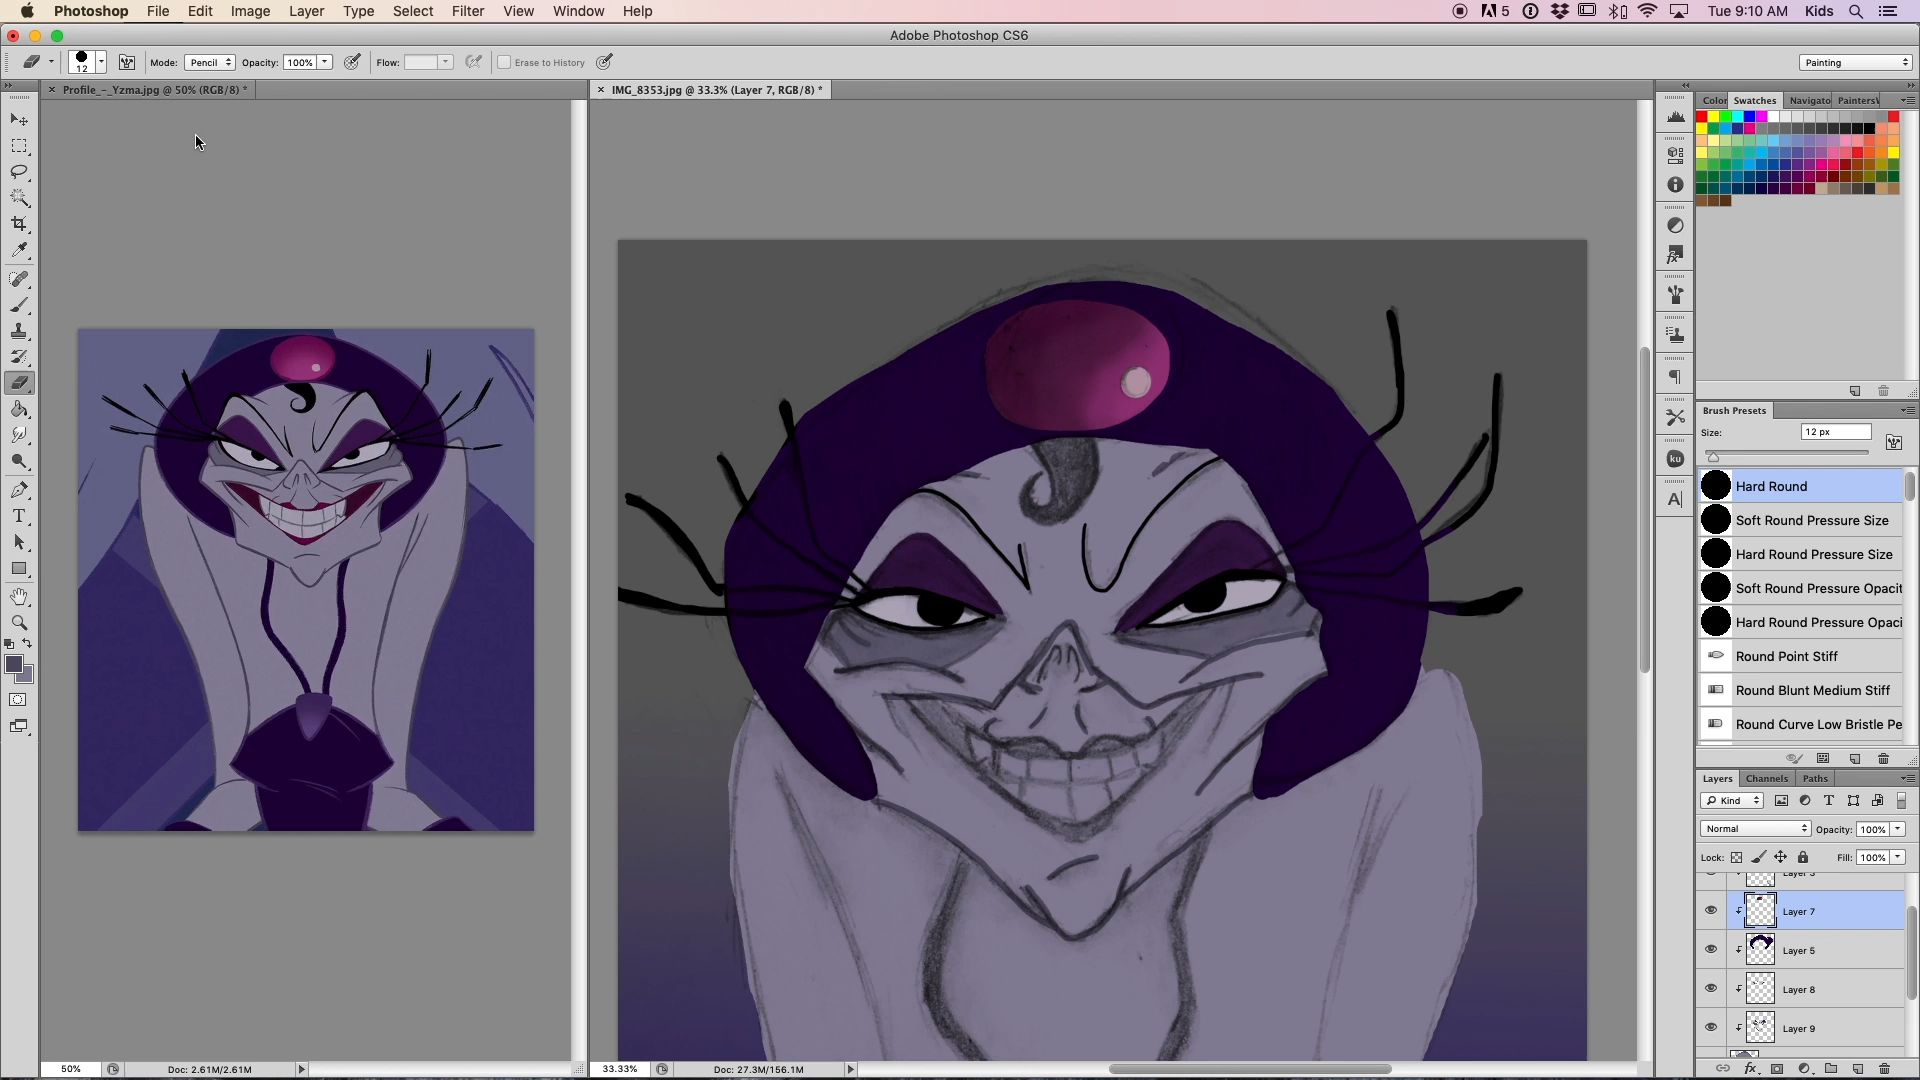 Photoshop File Edit Image Layer Type Select Filter View Window Help
5 Tue 9:10 AM Kids
Adobe Photoshop CS6
12 Mode: Pencil Opacity: 100% Flow: Erase to History Painting
Profile_-_Yzma.jpg @ 50% (RGB/8) *
IMG_8353.jpg @ 33.3% (Layer 7, RGB/8) *
Color Swatches Navigato Painters
Brush Presets
Size: 12 px
Hard Round
Soft Round Pressure Size
Hard Round Pressure Size
Soft Round Pressure Opacit
Hard Round Pressure Opaci
Round Point Stiff
Round Blunt Medium Stiff
Round Curve Low Bristle Pe
ku
Layers Channels Paths
Kind
Normal Opacity: 100%
Lock: Fill: 100%
Layer 7
Layer 5
Layer 8
Layer 9
50% Doc: 2.61M/2.61M
33.33% Doc: 27.3M/156.1M